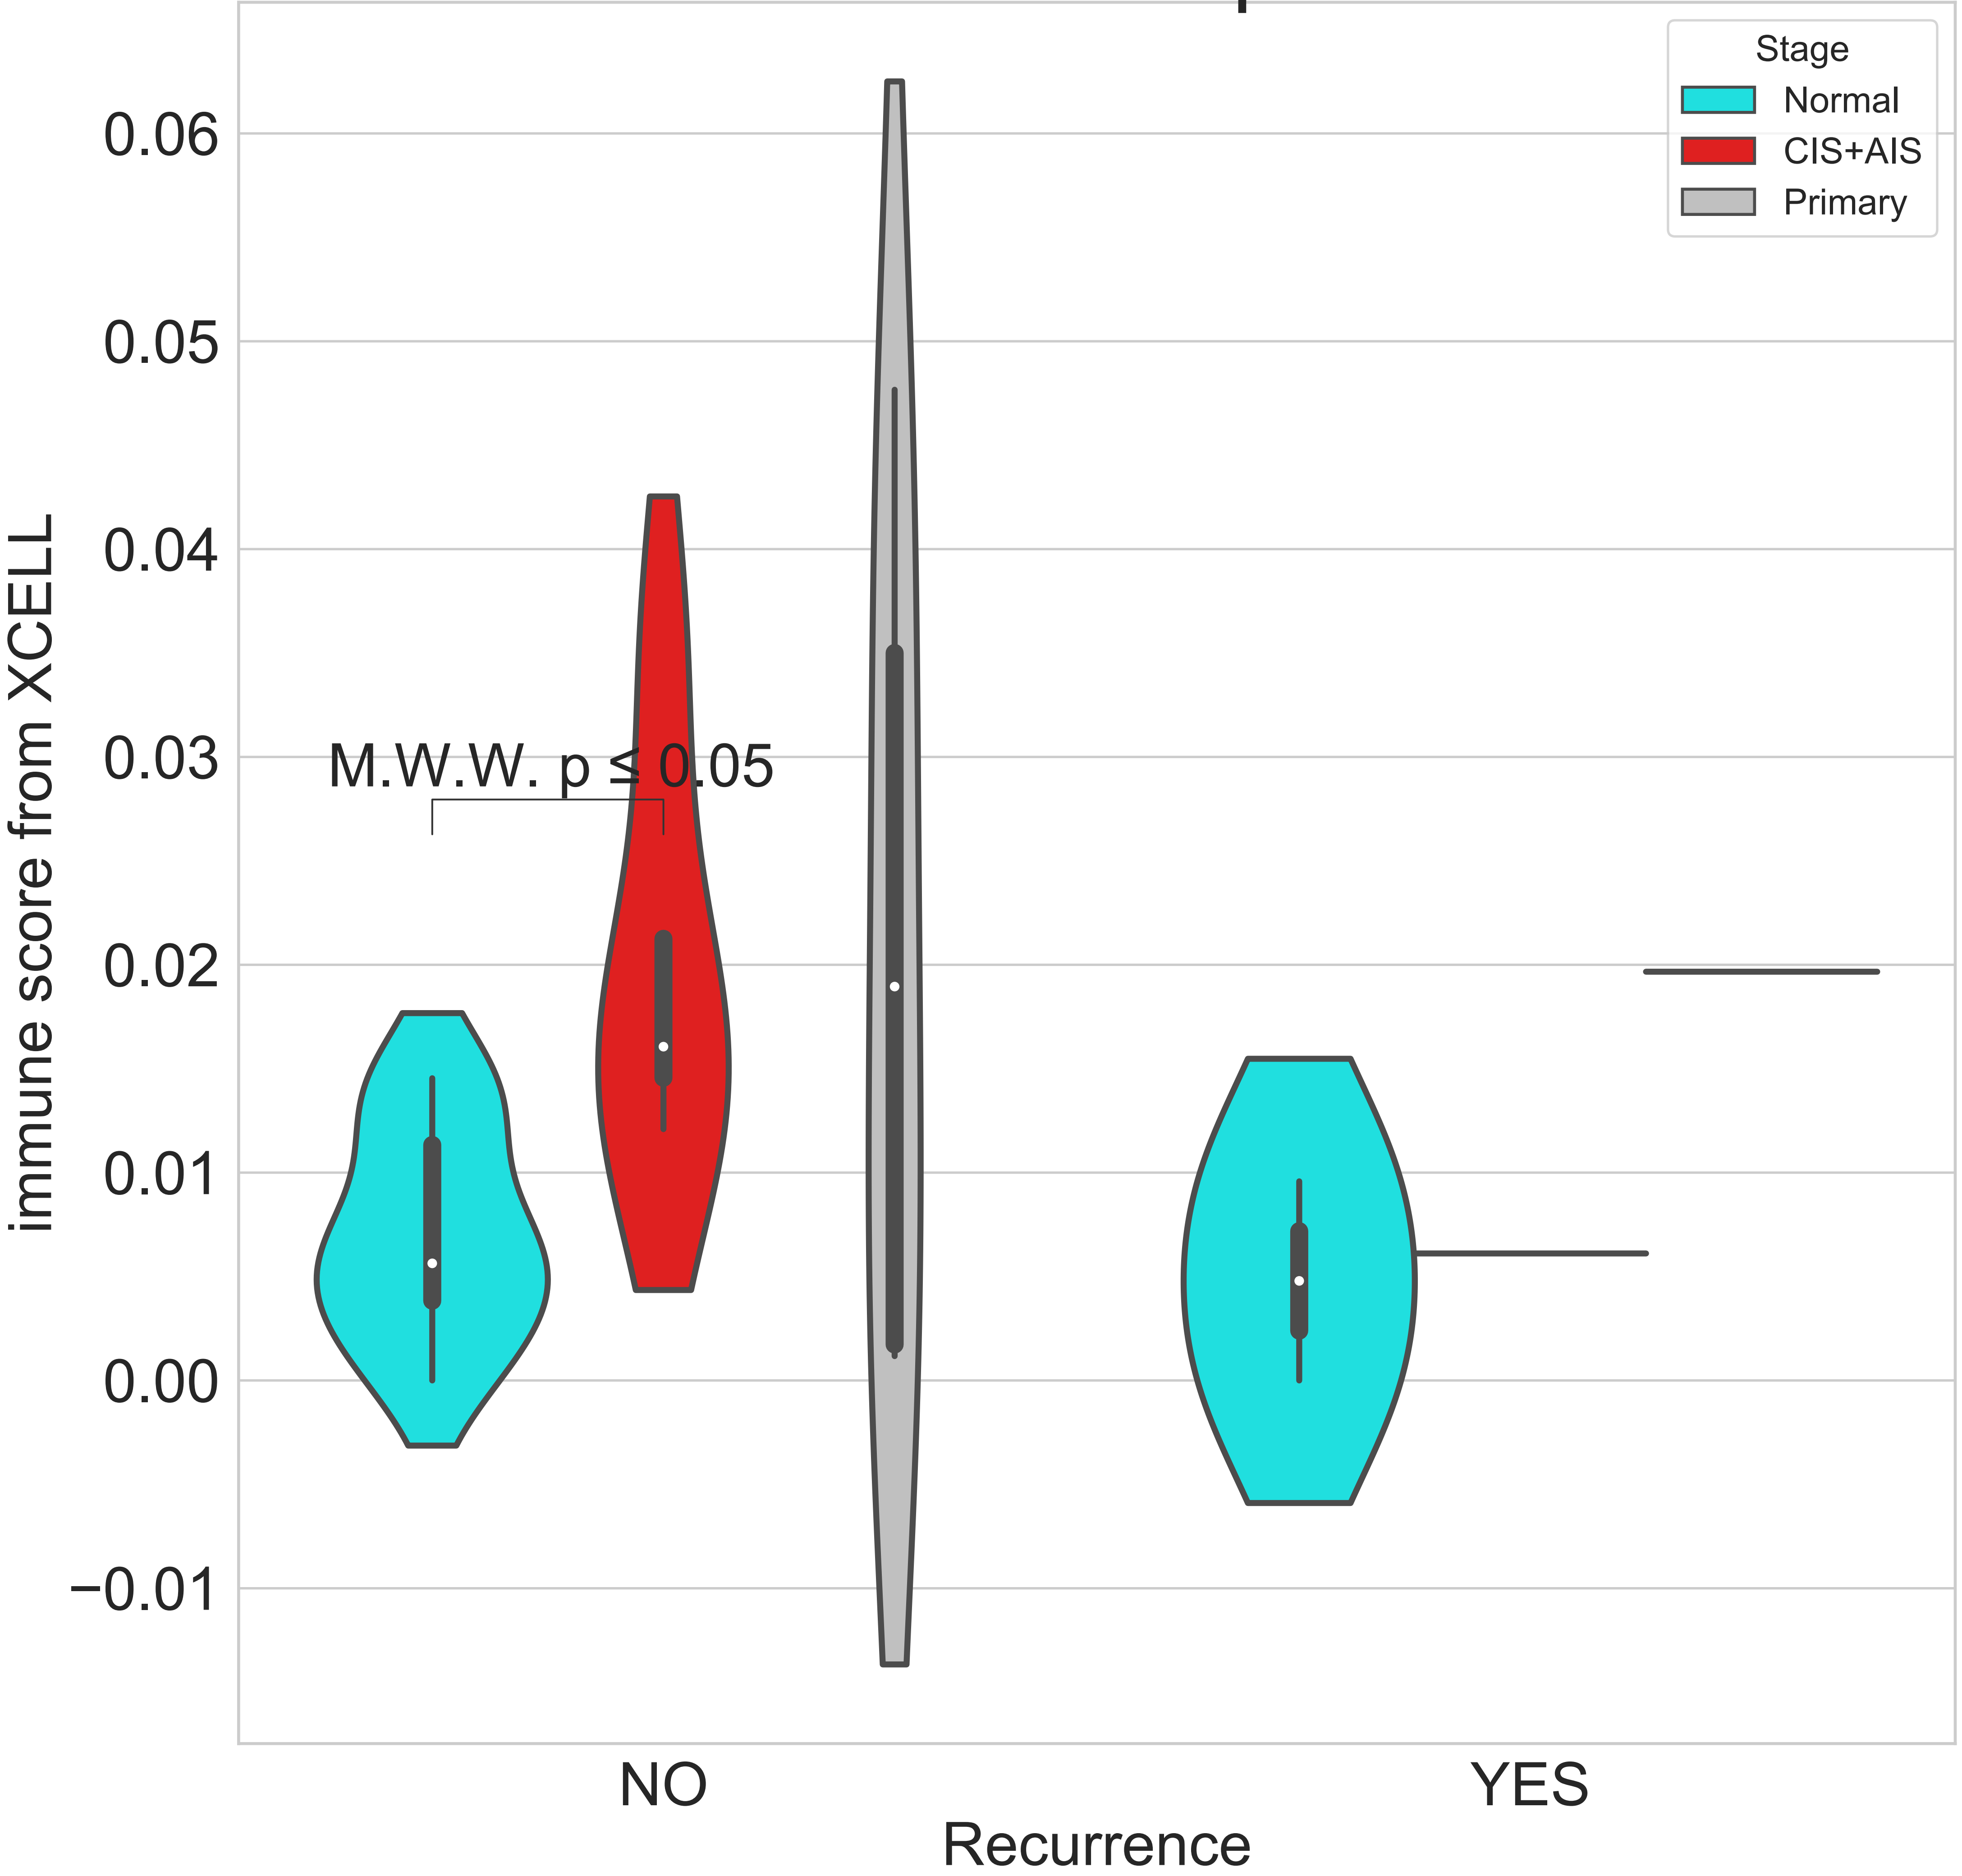 Stage
Normal
CIS+AIS
Primary
immune score from XCELL
0.06
0.05
0.04
0.03
0.02
0.01
0.00
−0.01
M.W.W. p ≤ 0.05
NO
YES
Recurrence